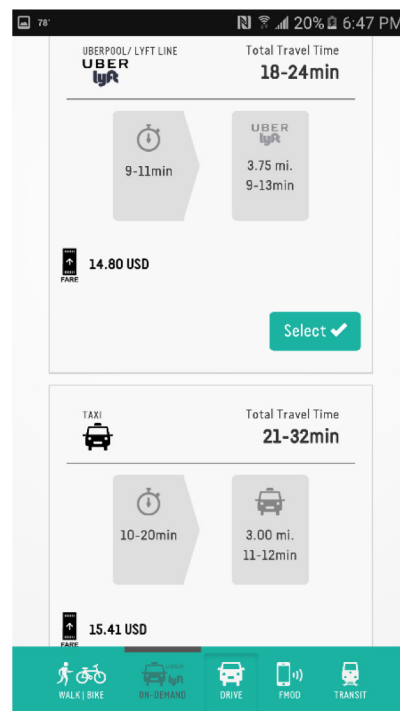 78°
20% 6:47 PM
UBERPOOL/ LYFT LINE
UBER
lyft
Total Travel Time
18-24min
9-11min
UBER
lyft
3.75 mi.
9-13min
FARE
14.80 USD
Select
TAXI
Total Travel Time
21-32min
10-20min
3.00 mi.
11-12min
FARE
15.41 USD
WALK | BIKE
UBER
lyft
ON-DEMAND
DRIVE
FMOD
TRANSIT